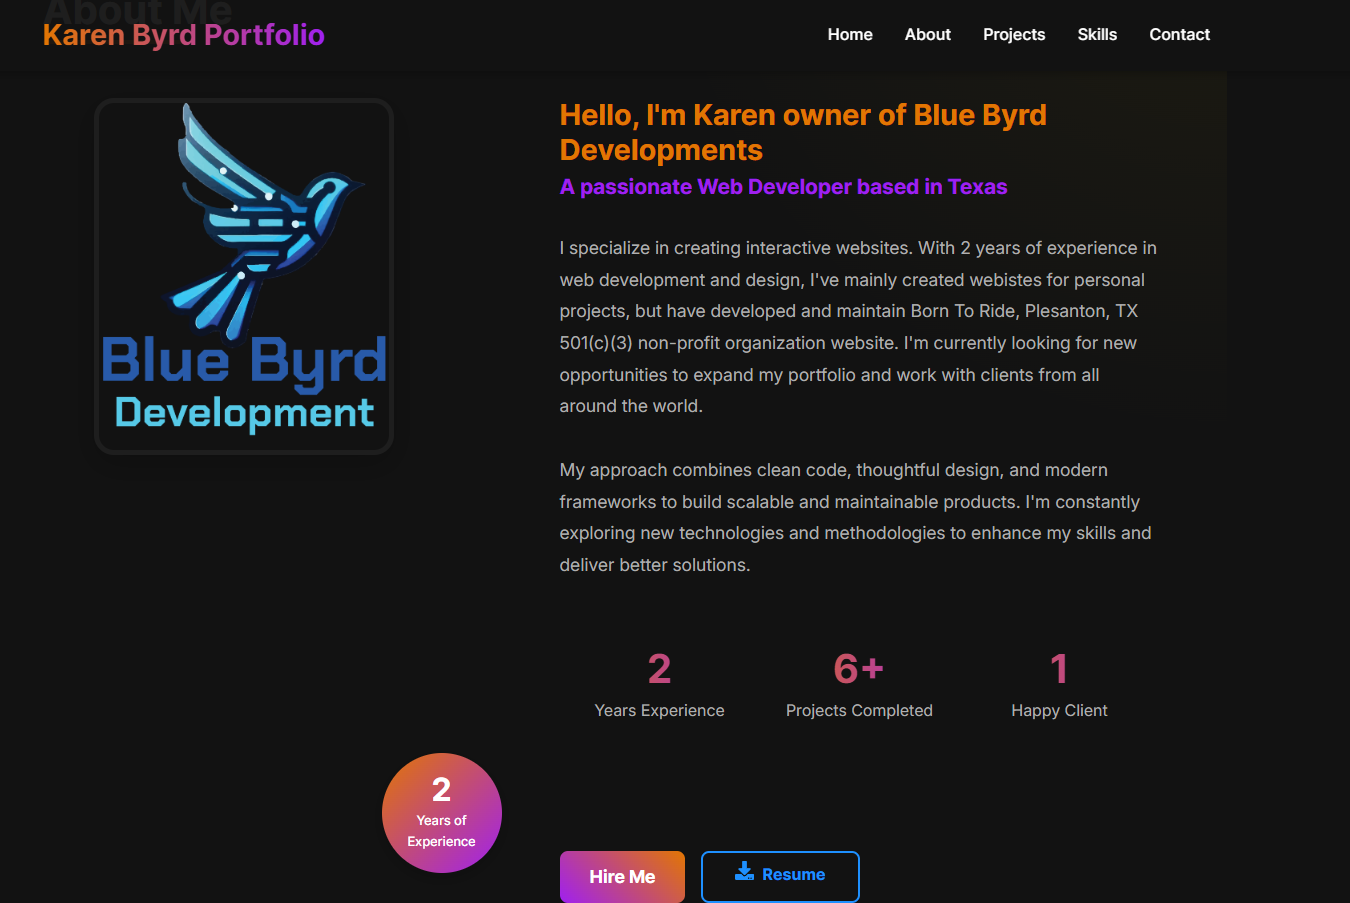 About Me
Karen Byrd Portfolio
Home
About
Projects
Skills
Contact
Blue Byrd
Development
Hello, I'm Karen owner of Blue Byrd
Developments
A passionate Web Developer based in Texas
I specialize in creating interactive websites. With 2 years of experience in
web development and design, I've mainly created webistes for personal
projects, but have developed and maintain Born To Ride, Plesanton, TX
501(c)(3) non-profit organization website. I'm currently looking for new
opportunities to expand my portfolio and work with clients from all
around the world.
My approach combines clean code, thoughtful design, and modern
frameworks to build scalable and maintainable products. I'm constantly
exploring new technologies and methodologies to enhance my skills and
deliver better solutions.
2
Years Experience
6+
Projects Completed
1
Happy Client
2
Years of
Experience
Hire Me
Resume